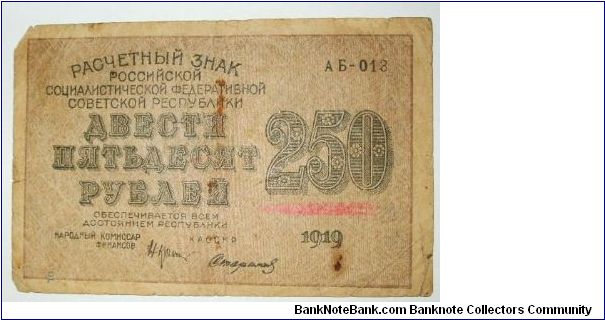 РАСЧЕТНЫЙ ЗНАК
РОССИЙСКОЙ
СОЦИАЛИСТИЧЕСКОЙ ФЕДЕРАТИВНОЙ
СОВЕТСКОЙ РЕСПУБЛИКИ
АБ-018
ДВЕСТИ
ПЯТЬДЕСЯТ
РУБЛЕЙ
250
ОБЕСПЕЧИВАЕТСЯ ВСЕМ
ДОСТОЯНИЕМ РЕСПУБЛИКИ
НАРОДНЫЙ КОМИССАР
ФИНАНСОВ
КАССИР
1919
BankNoteBank.com Banknote Collectors Community